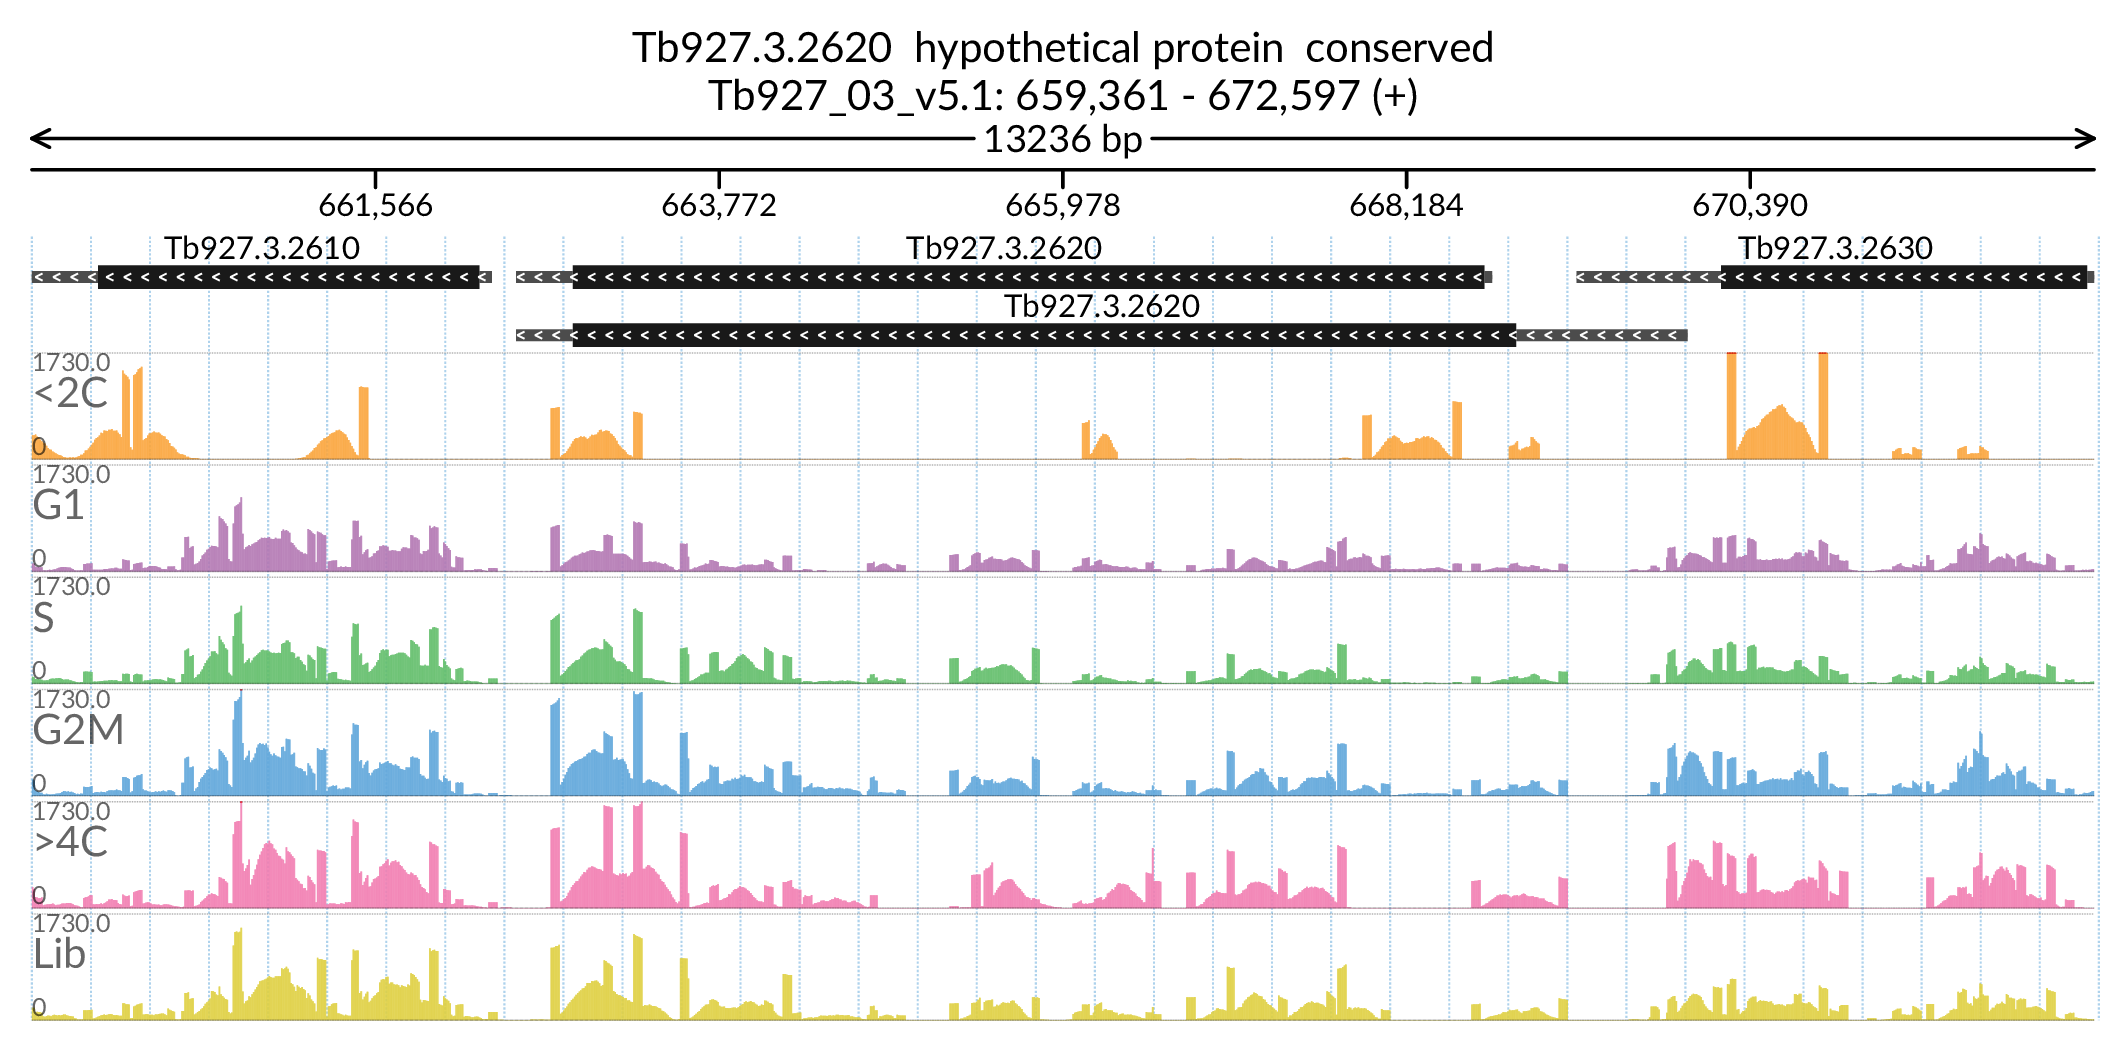 Tb927.3.2620  hypothetical protein  conserved
Tb927_03_v5.1: 659,361 - 672,597 (+)
13236 bp
661,566 663,772 665,978 668,184 670,390
Tb927.3.2610 Tb927.3.2620 Tb927.3.2630
Tb927.3.2620
1730.0
<2C
0
1730.0
G1
0
1730.0
S
0
1730.0
G2M
0
1730.0
>4C
0
1730.0
Lib
0